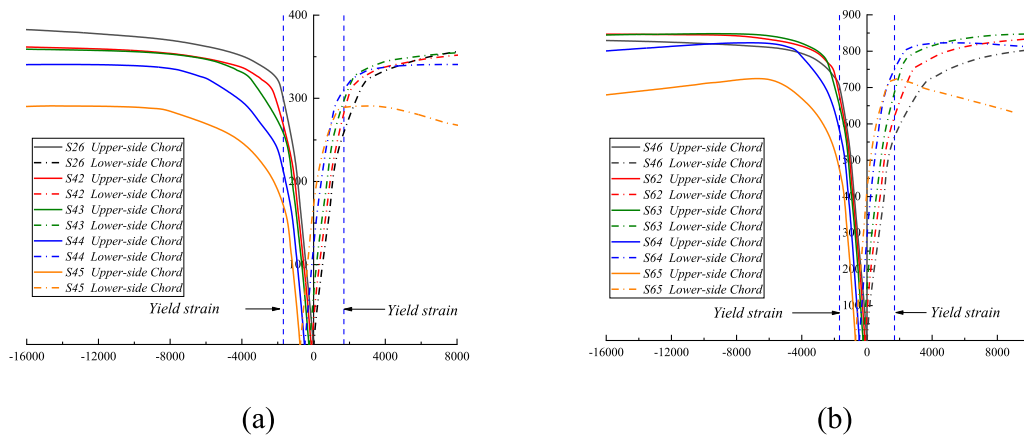 400
300
200
100
S26 Upper-side Chord
S26 Lower-side Chord
S42 Upper-side Chord
S42 Lower-side Chord
S43 Upper-side Chord
S43 Lower-side Chord
S44 Upper-side Chord
S44 Lower-side Chord
S45 Upper-side Chord
S45 Lower-side Chord
Yield strain
Yield strain
-16000 -12000 -8000 -4000 0 4000 8000
(a)
900
800
700
600
500
400
300
200
100
S46 Upper-side Chord
S46 Lower-side Chord
S62 Upper-side Chord
S62 Lower-side Chord
S63 Upper-side Chord
S63 Lower-side Chord
S64 Upper-side Chord
S64 Lower-side Chord
S65 Upper-side Chord
S65 Lower-side Chord
Yield strain
Yield strain
-16000 -12000 -8000 -4000 0 4000 8000
(b)